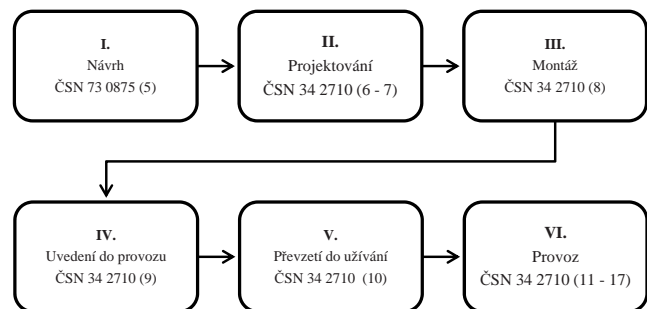 I.
Návrh
ČSN 73 0875 (5)
II.
Projektování
ČSN 34 2710 (6 - 7)
III.
Montáž
ČSN 34 2710 (8)
IV.
Uvedení do provozu
ČSN 34 2710 (9)
V.
Převzetí do užívání
ČSN 34 2710 (10)
VI.
Provoz
ČSN 34 2710 (11 - 17)